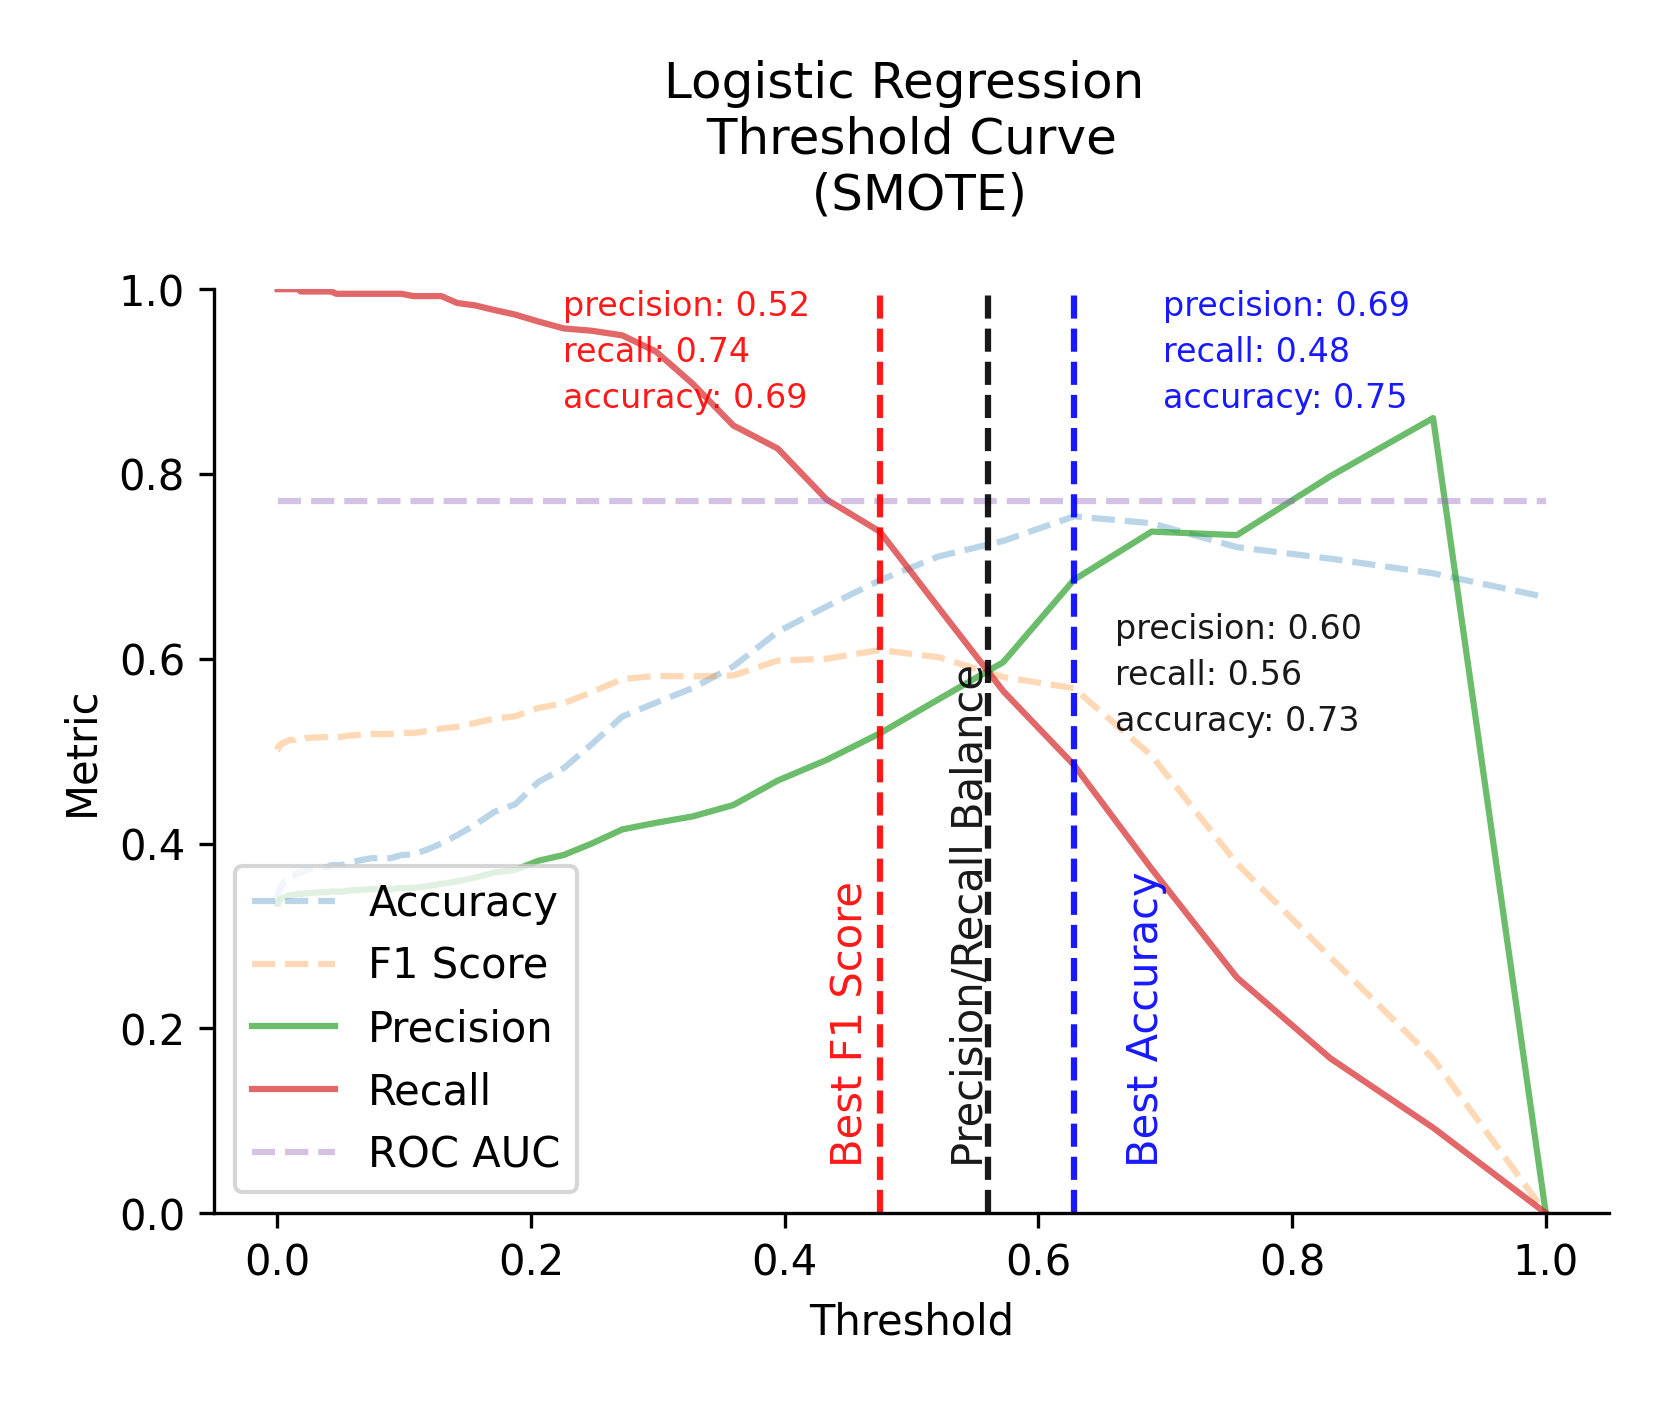 Logistic Regression
Threshold Curve
(SMOTE)
precision: 0.52
recall: 0.74
accuracy: 0.69
precision: 0.69
recall: 0.48
accuracy: 0.75
precision: 0.60
recall: 0.56
accuracy: 0.73
Best F1 Score
Precision/Recall Balance
Best Accuracy
Metric
1.0
0.8
0.6
0.4
0.2
0.0
Accuracy
F1 Score
Precision
Recall
ROC AUC
0.0 0.2 0.4 0.6 0.8 1.0
Threshold